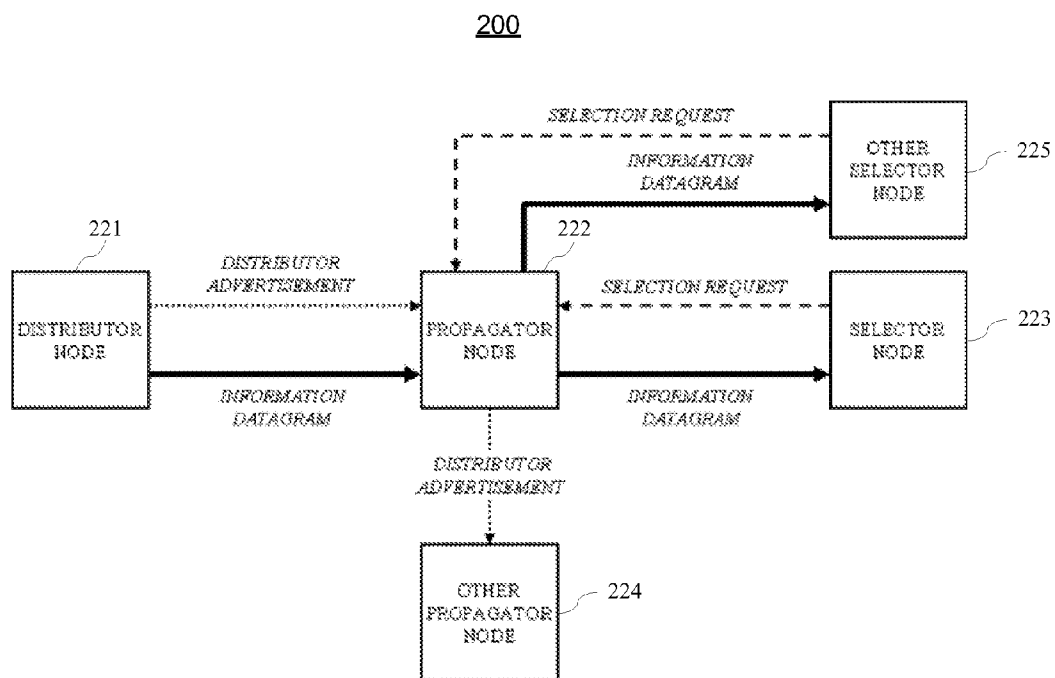 200
SELECTION REQUEST
OTHER
SELECTOR
NODE
225
INFORMATION
DATAGRAM
221
222
DISTRIBUTOR
ADVERTISEMENT
SELECTION REQUEST
DISTRIBUTOR
NODE
PROPAGATOR
NODE
SELECTOR
NODE
223
INFORMATION
DATAGRAM
INFORMATION
DATAGRAM
DISTRIBUTOR
ADVERTISEMENT
OTHER
PROPAGATOR
NODE
224